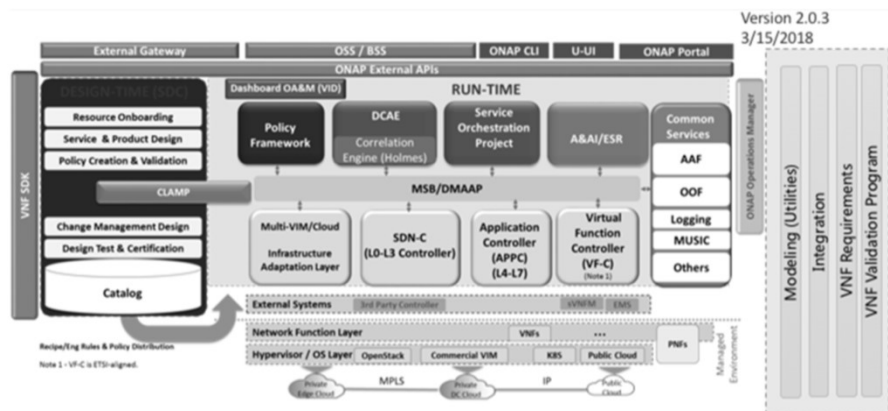 Version 2.0.3
3/15/2018
External Gateway
OSS / BSS
ONAP CLI
U-UI
ONAP Portal
ONAP External APIs
VNF SDK
DESIGN-TIME (SDC)
Resource Onboarding
Service & Product Design
Policy Creation & Validation
Change Management Design
Design Test & Certification
Catalog
Recipe/Eng Rules & Policy Distribution
Note 1 - VF-C is ETSI-aligned.
Dashboard OA&M (VID)
RUN-TIME
Policy
Framework
DCAE
Correlation
Engine (Holmes)
Service
Orchestration
Project
A&AI/ESR
CLAMP
MSB/DMAAP
Multi-VIM/Cloud
Infrastructure
Adaptation Layer
SDN-C
(L0-L3 Controller)
Application
Controller
(APPC)
(L4-L7)
Virtual
Function
Controller
(VF-C)
(Note 1)
Common
Services
AAF
OOF
Logging
MUSIC
Others
ONAP Operations Manager
Modeling (Utilities)
Integration
VNF Requirements
VNF Validation Program
External Systems
3rd Party Controller
sVNFM
EMS
Network Function Layer
VNFs
...
PNFs
Hypervisor / OS Layer
OpenStack
Commercial VIM
K8S
Public Cloud
Managed
Environment
Private
Edge Cloud
MPLS
Private
DC Cloud
IP
Public
Cloud